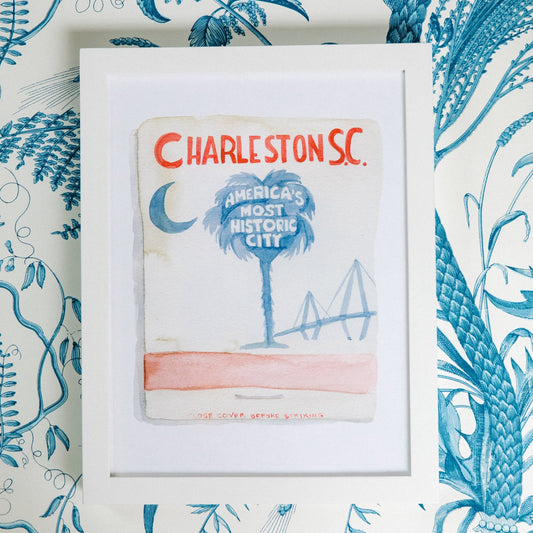 CHARLESTON S.C.
AMERICA'S
MOST
HISTORIC
CITY
CLOSE COVER BEFORE STRIKING